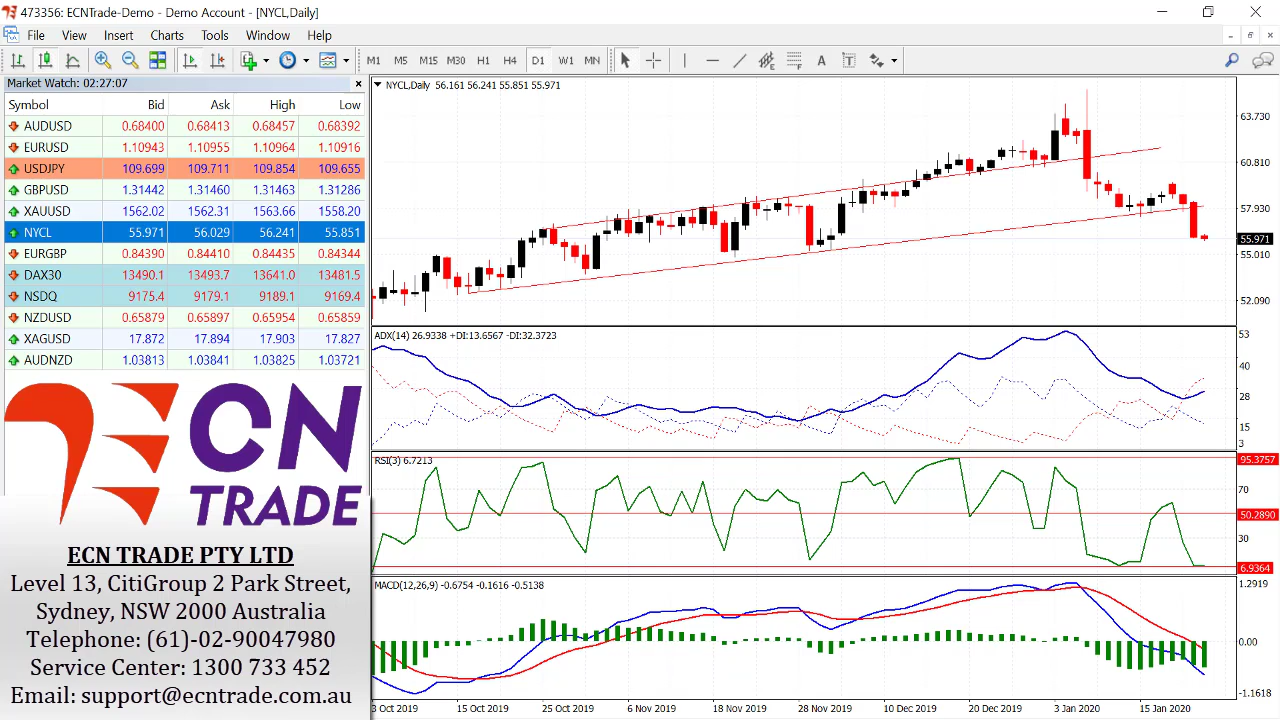 473356: ECNTrade-Demo - Demo Account - [NYCL,Daily]
File View Insert Charts Tools Window Help
M1 M5 M15 M30 H1 H4 D1 W1 MN
Market Watch: 02:27:07
Symbol Bid Ask High Low
AUDUSD 0.68400 0.68413 0.68457 0.68392
EURUSD 1.10943 1.10955 1.10964 1.10916
USDJPY 109.699 109.711 109.854 109.655
GBPUSD 1.31442 1.31460 1.31463 1.31286
XAUUSD 1562.02 1562.31 1563.66 1558.20
NYCL 55.971 56.029 56.241 55.851
EURGBP 0.84390 0.84410 0.84435 0.84344
DAX30 13490.1 13493.7 13641.0 13481.5
NSDQ 9175.4 9179.1 9189.1 9169.4
NZDUSD 0.65879 0.65897 0.65954 0.65859
XAGUSD 17.872 17.894 17.903 17.827
AUDNZD 1.03813 1.03841 1.03825 1.03721
ECN
TRADE
ECN TRADE PTY LTD
Level 13, CitiGroup 2 Park Street,
Sydney, NSW 2000 Australia
Telephone: (61)-02-90047980
Service Center: 1300 733 452
Email: support@ecntrade.com.au
NYCL,Daily 56.161 56.241 55.851 55.971
63.730
60.810
57.930
55.971
55.010
52.090
ADX(14) 26.9338 +DI:13.6567 -DI:32.3723
53
40
28
15
3
RSI(3) 6.7213
95.3757
70
50.2890
30
6.9364
MACD(12,26,9) -0.6754 -0.1616 -0.5138
1.2919
0.00
-1.1618
3 Oct 2019 15 Oct 2019 25 Oct 2019 6 Nov 2019 18 Nov 2019 28 Nov 2019 10 Dec 2019 20 Dec 2019 3 Jan 2020 15 Jan 2020